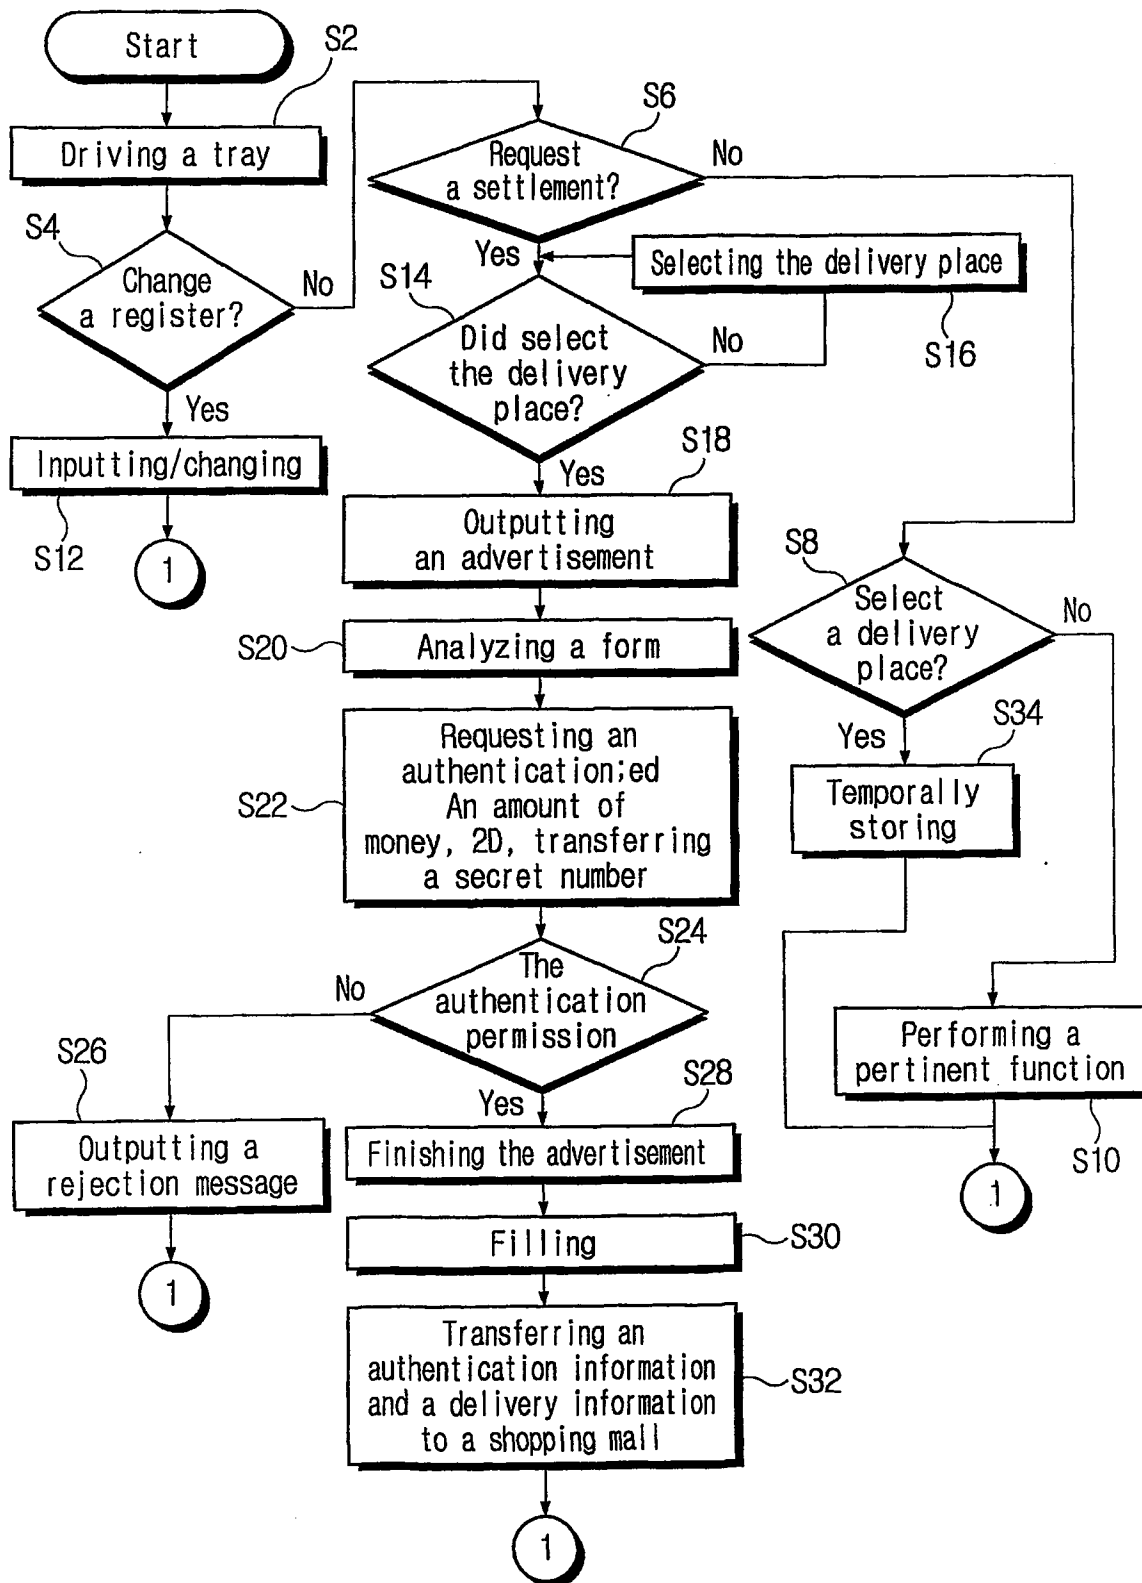 Start
S2
Driving a tray
S4
Change
a register?
No
Yes
Inputting/changing
S12
1
S6
Request
a settlement?
No
Yes
Selecting the delivery place
S16
S14
Did select
the delivery
place?
No
Yes
S18
Outputting
an advertisement
S20
Analyzing a form
S22
Requesting an
authentication;ed
An amount of
money, 2D, transferring
a secret number
S24
The
authentication
permission
No
S26
Outputting a
rejection message
1
Yes
S28
Finishing the advertisement
Filling
S30
Transferring an
authentication information
and a delivery information
to a shopping mall
S32
1
S8
Select
a delivery
place?
No
Yes
S34
Temporally
storing
Performing a
pertinent function
S10
1